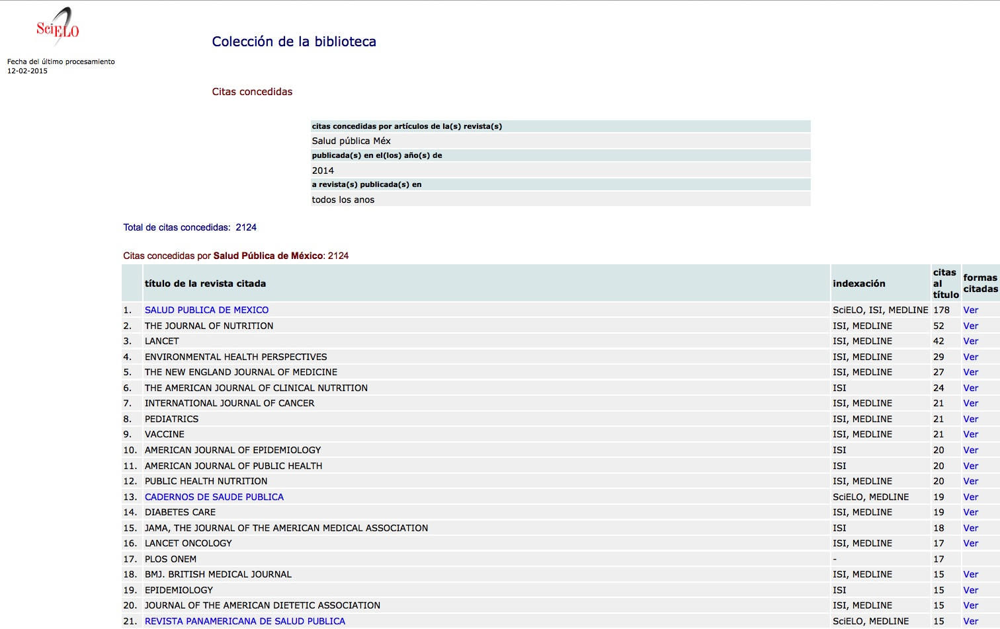 SciELO
Colección de la biblioteca
Fecha del último procesamiento
12-02-2015
Citas concedidas
citas concedidas por artículos de la(s) revista(s)
Salud pública Méx
publicada(s) en el(los) año(s) de
2014
a revista(s) publicada(s) en
todos los anos
Total de citas concedidas: 2124
Citas concedidas por Salud Pública de México: 2124
título de la revista citada indexación citas al título formas citadas
1. SALUD PUBLICA DE MEXICO SciELO, ISI, MEDLINE 178 Ver
2. THE JOURNAL OF NUTRITION ISI, MEDLINE 52 Ver
3. LANCET ISI, MEDLINE 42 Ver
4. ENVIRONMENTAL HEALTH PERSPECTIVES ISI, MEDLINE 29 Ver
5. THE NEW ENGLAND JOURNAL OF MEDICINE ISI, MEDLINE 27 Ver
6. THE AMERICAN JOURNAL OF CLINICAL NUTRITION ISI 24 Ver
7. INTERNATIONAL JOURNAL OF CANCER ISI, MEDLINE 21 Ver
8. PEDIATRICS ISI, MEDLINE 21 Ver
9. VACCINE ISI, MEDLINE 21 Ver
10. AMERICAN JOURNAL OF EPIDEMIOLOGY ISI 20 Ver
11. AMERICAN JOURNAL OF PUBLIC HEALTH ISI 20 Ver
12. PUBLIC HEALTH NUTRITION ISI, MEDLINE 20 Ver
13. CADERNOS DE SAUDE PUBLICA SciELO, MEDLINE 19 Ver
14. DIABETES CARE ISI, MEDLINE 19 Ver
15. JAMA, THE JOURNAL OF THE AMERICAN MEDICAL ASSOCIATION ISI 18 Ver
16. LANCET ONCOLOGY ISI, MEDLINE 17 Ver
17. PLOS ONEM - 17
18. BMJ. BRITISH MEDICAL JOURNAL ISI, MEDLINE 15 Ver
19. EPIDEMIOLOGY ISI 15 Ver
20. JOURNAL OF THE AMERICAN DIETETIC ASSOCIATION ISI, MEDLINE 15 Ver
21. REVISTA PANAMERICANA DE SALUD PUBLICA SciELO, MEDLINE 15 Ver